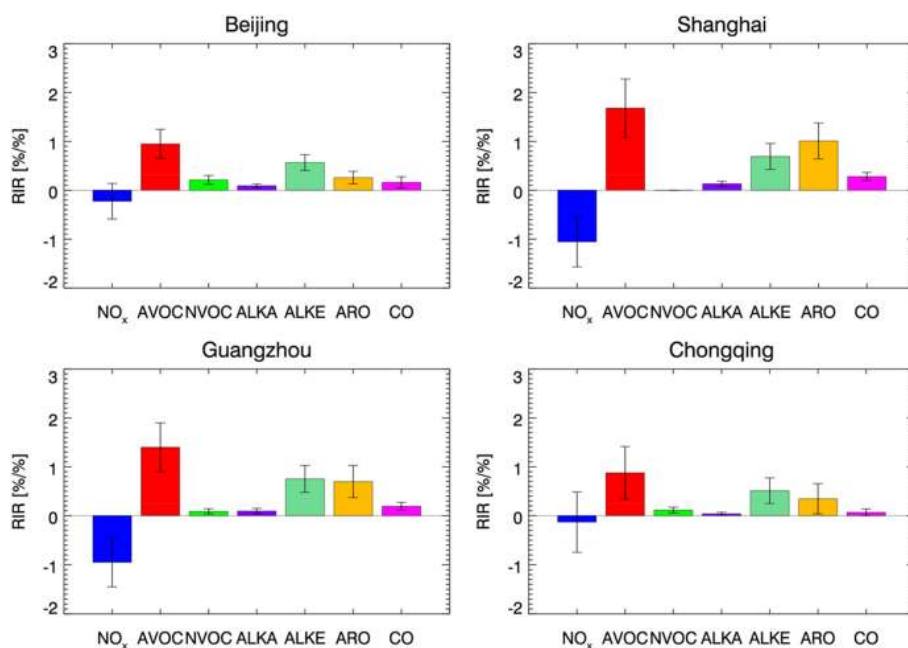 Beijing
Shanghai
3
2
1
0
-1
-2
RIR [%/%]
NOx AVOC NVOC ALKA ALKE ARO CO
3
2
1
0
-1
-2
RIR [%/%]
NOx AVOC NVOC ALKA ALKE ARO CO
Guangzhou
Chongqing
3
2
1
0
-1
-2
RIR [%/%]
NOx AVOC NVOC ALKA ALKE ARO CO
3
2
1
0
-1
-2
RIR [%/%]
NOx AVOC NVOC ALKA ALKE ARO CO